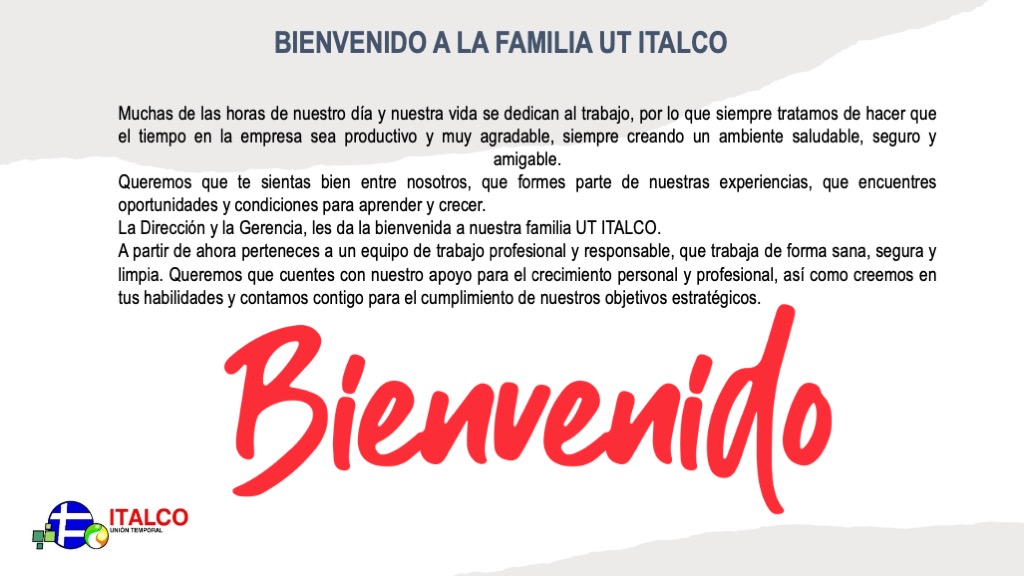 BIENVENIDO A LA FAMILIA UT ITALCO
Muchas de las horas de nuestro día y nuestra vida se dedican al trabajo, por lo que siempre tratamos de hacer que
el tiempo en la empresa sea productivo y muy agradable, siempre creando un ambiente saludable, seguro y
amigable.
Queremos que te sientas bien entre nosotros, que formes parte de nuestras experiencias, que encuentres
oportunidades y condiciones para aprender y crecer.
La Dirección y la Gerencia, les da la bienvenida a nuestra familia UT ITALCO.
A partir de ahora perteneces a un equipo de trabajo profesional y responsable, que trabaja de forma sana, segura y
limpia. Queremos que cuentes con nuestro apoyo para el crecimiento personal y profesional, así como creemos en
tus habilidades y contamos contigo para el cumplimiento de nuestros objetivos estratégicos.
Bienvenido
ITALCO
UNIÓN TEMPORAL